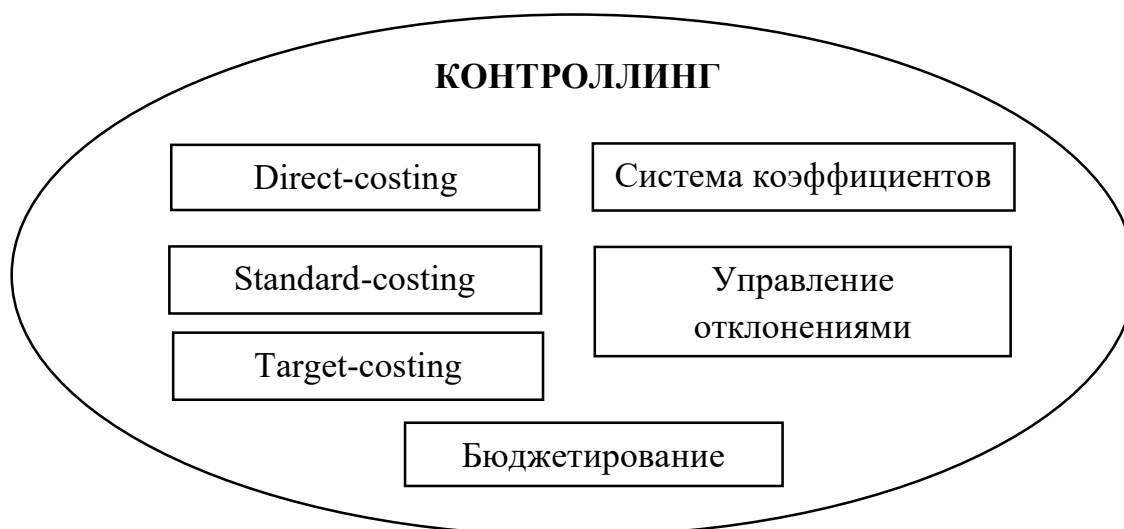 КОНТРОЛЛИНГ
Direct-costing
Система коэффициентов
Standard-costing
Управление
отклонениями
Target-costing
Бюджетирование